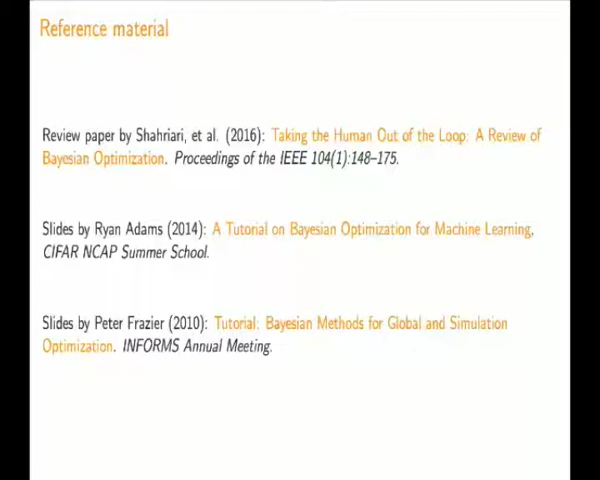 Reference material
Review paper by Shahriari, et al. (2016): Taking the Human Out of the Loop: A Review of
Bayesian Optimization. Proceedings of the IEEE 104(1):148–175.
Slides by Ryan Adams (2014): A Tutorial on Bayesian Optimization for Machine Learning,
CIFAR NCAP Summer School.
Slides by Peter Frazier (2010): Tutorial: Bayesian Methods for Global and Simulation
Optimization. INFORMS Annual Meeting.